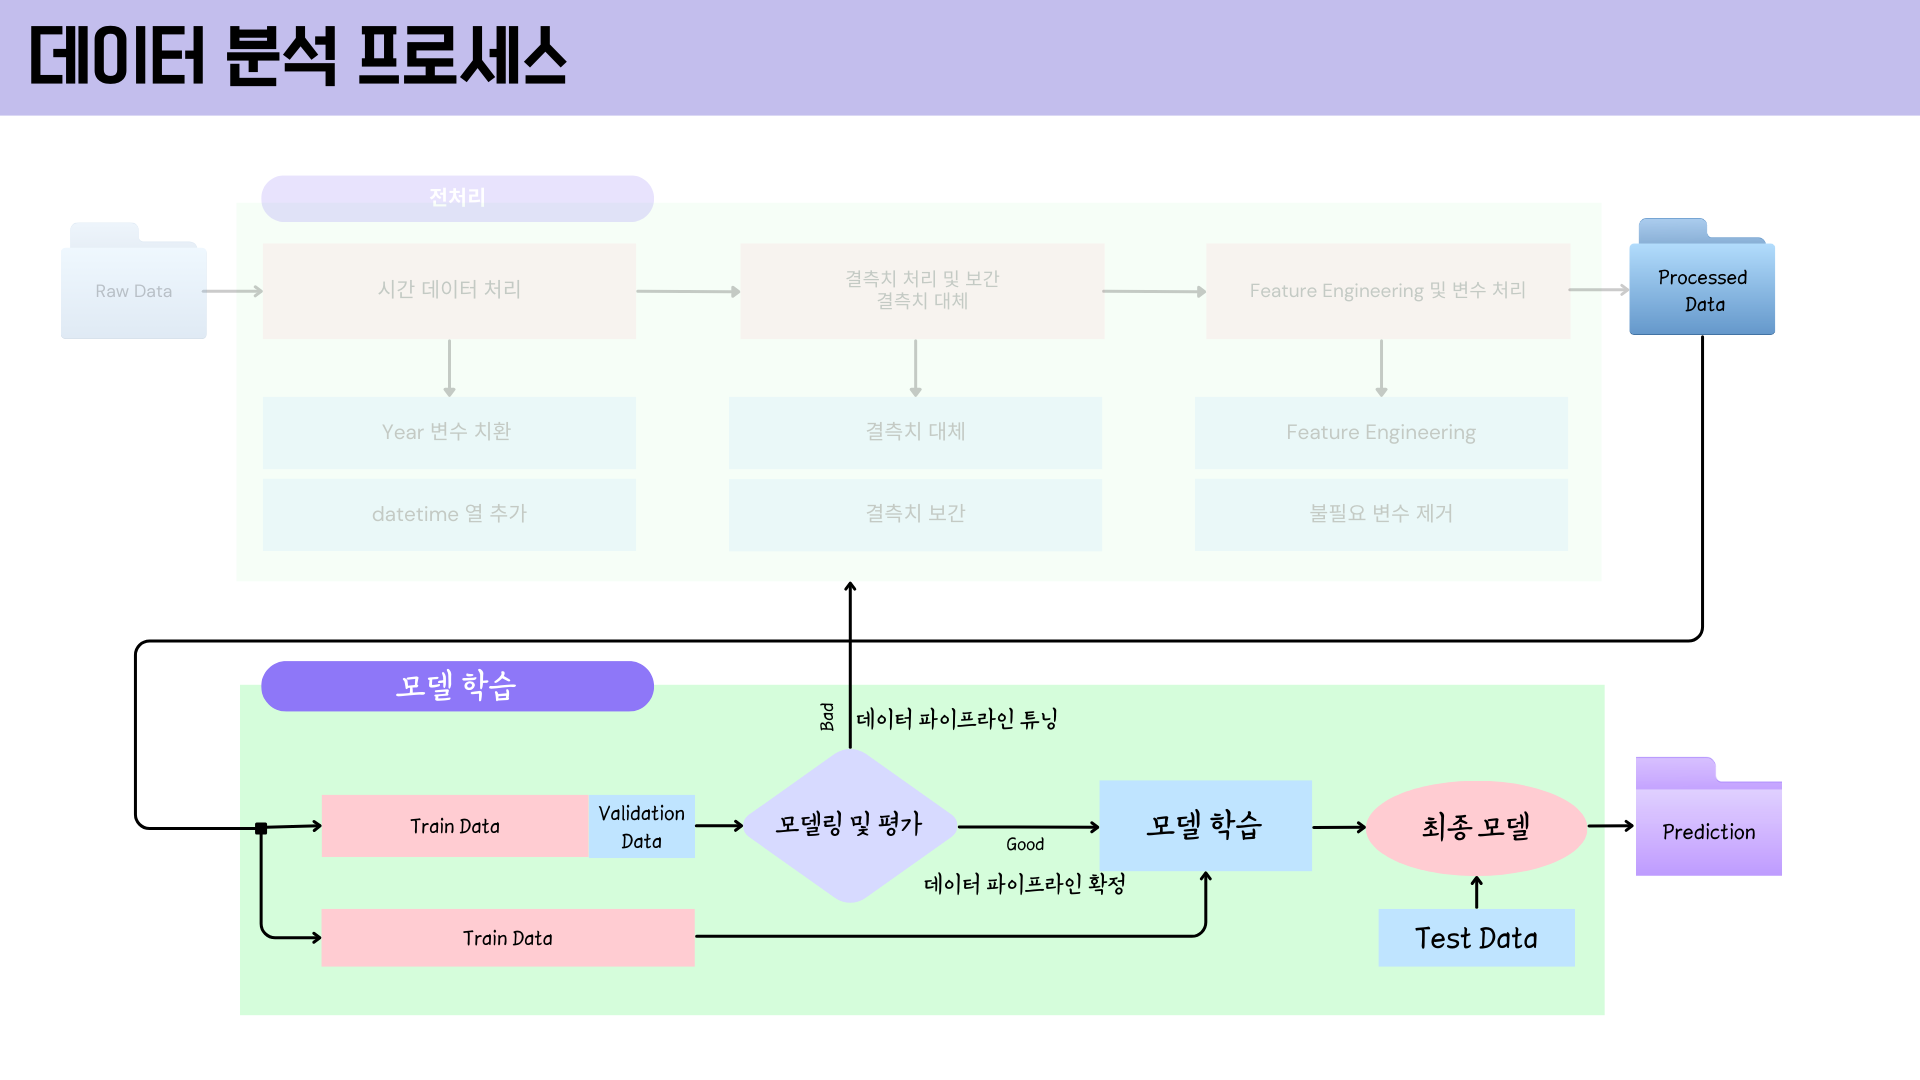 데이터 분석 프로세스
전처리
Raw Data
시간 데이터 처리
결측치 처리 및 보간
결측치 대체
Feature Engineering 및 변수 처리
Processed
Data
Year 변수 치환
결측치 대체
Feature Engineering
datetime 열 추가
결측치 보간
불필요 변수 제거
모델 학습
Bad
데이터 파이프라인 튜닝
Train Data
Validation
Data
모델링 및 평가
Good
데이터 파이프라인 확정
모델 학습
최종 모델
Prediction
Train Data
Test Data